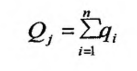 Q_j = \sum_{i=1}^{n} q_i